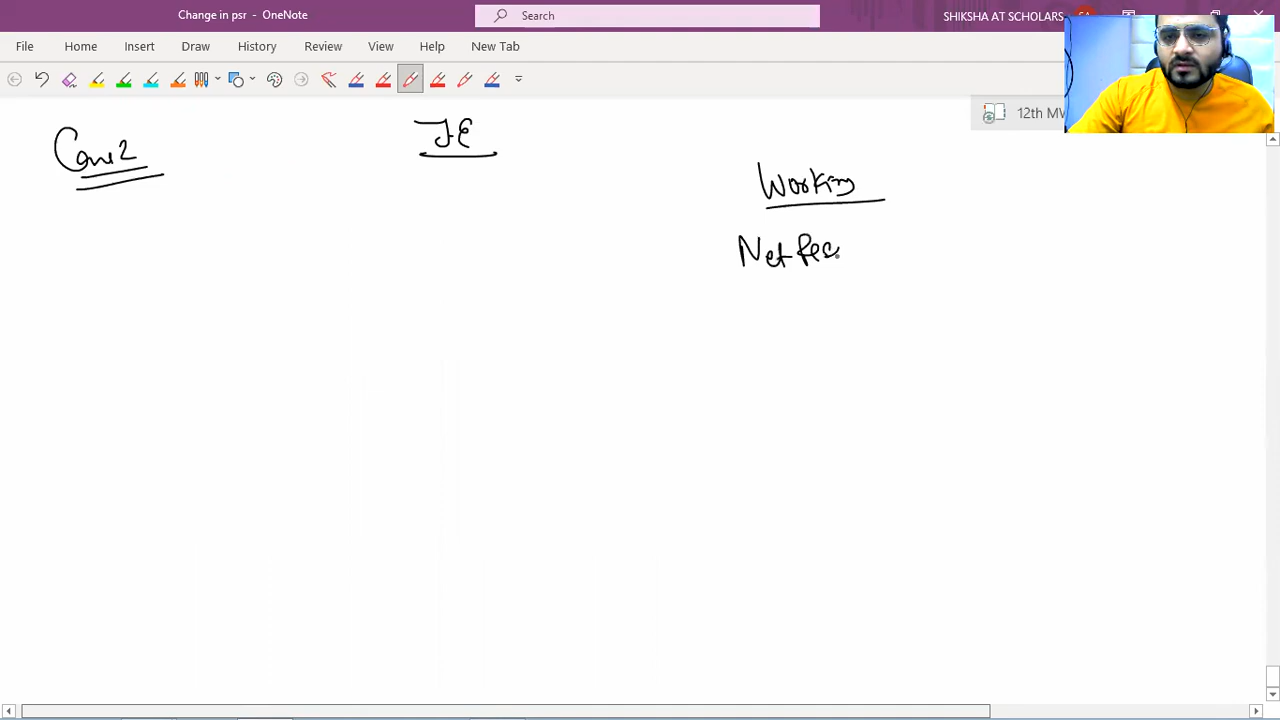 Change in psr - OneNote
Search
SHIKSHA AT SCHOLARS
File Home Insert Draw History Review View Help New Tab
12th MW
Case 2
JE
Working
Net Rec